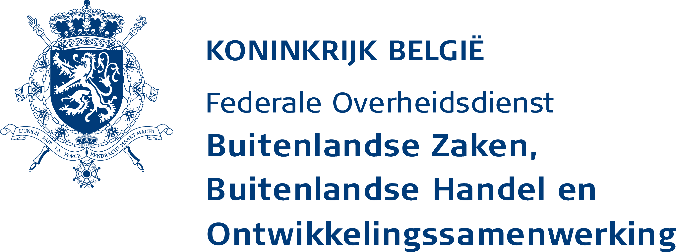 KONINKRIJK BELGIË
Federale Overheidsdienst
Buitenlandse Zaken,
Buitenlandse Handel en
Ontwikkelingssamenwerking